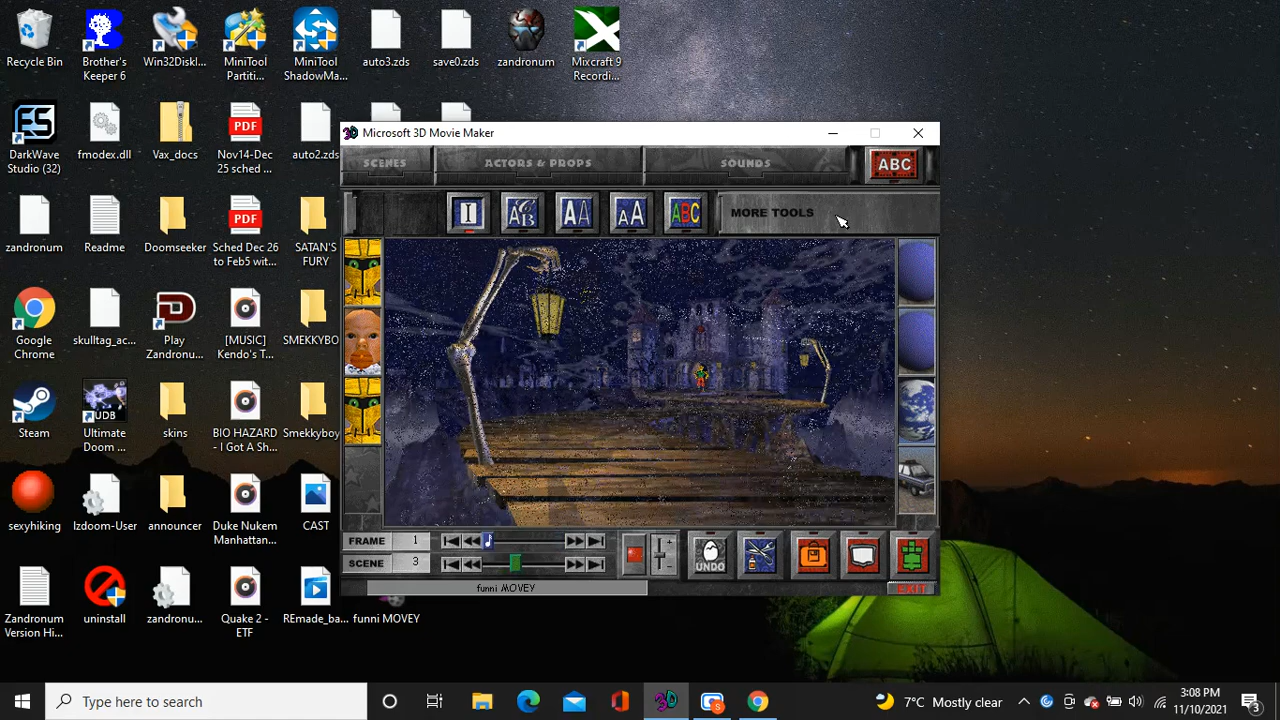 Recycle Bin
Brother's
Keeper 6
Win32DiskI...
MiniTool
Partiti...
MiniTool
ShadowMa...
auto3.zds
save0.zds
zandronum
Mixcraft 9
Recordi...
DarkWave
Studio (32)
fmodex.dll
Vax_docs
PDF
Nov14-Dec
25 sched ...
auto2.zds
Microsoft 3D Movie Maker
SCENES
ACTORS & PROPS
SOUNDS
ABC
MORE TOOLS
zandronum
Readme
Doomseeker
PDF
Sched Dec 26
to Feb5 wit...
SATAN'S
FURY
Google
Chrome
skulltag_ac...
Play
Zandronu...
[MUSIC]
Kendo's T...
SMEKKYBO
Steam
UDB
Ultimate
Doom ...
skins
BIO HAZARD
- I Got A Sh...
Smekkyboy
sexyhiking
lzdoom-User
announcer
Duke Nukem
Manhattan...
CAST
FRAME 1
SCENE 3
UNDO
funni MOVEY
EXIT
Zandronum
Version Hi...
uninstall
zandronu...
Quake 2 -
ETF
REmade_ba...
funni MOVEY
Type here to search
7°C Mostly clear
3:08 PM
11/10/2021
3